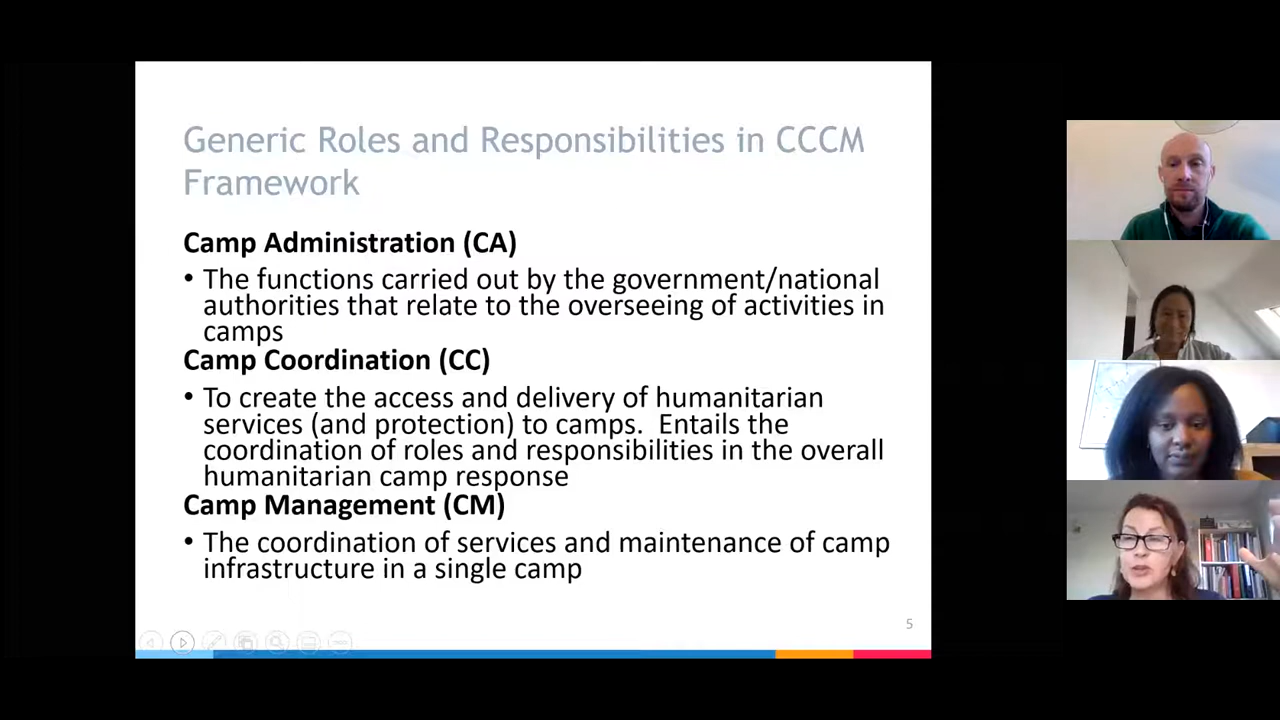 Generic Roles and Responsibilities in CCCM
Framework
Camp Administration (CA)
• The functions carried out by the government/national
authorities that relate to the overseeing of activities in
camps
Camp Coordination (CC)
• To create the access and delivery of humanitarian
services (and protection) to camps.  Entails the
coordination of roles and responsibilities in the overall
humanitarian camp response
Camp Management (CM)
• The coordination of services and maintenance of camp
infrastructure in a single camp
5